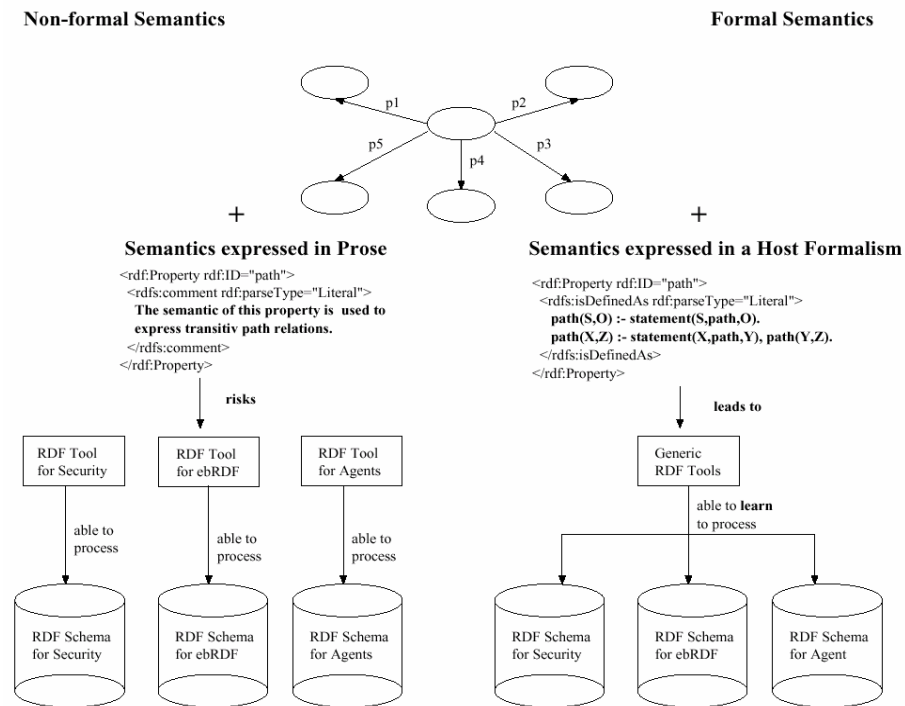 Non-formal Semantics
Formal Semantics
p1
p2
p5
p4
p3
+
+
Semantics expressed in Prose
<rdf:Property rdf:ID="path">
<rdfs:comment rdf:parseType="Literal">
The semantic of this property is used to
express transitiv path relations.
</rdfs:comment>
</rdf:Property>
risks
RDF Tool
for Security
RDF Tool
for ebRDF
RDF Tool
for Agents
able to
process
able to
process
able to
process
RDF Schema
for Security
RDF Schema
for ebRDF
RDF Schema
for Agents
Semantics expressed in a Host Formalism
<rdf:Property rdf:ID="path">
<rdfs:isDefinedAs rdf:parseType="Literal">
path(S,O) :- statement(S,path,O).
path(X,Z) :- statement(X,path,Y), path(Y,Z).
</rdfs:isDefinedAs>
</rdf:Property>
leads to
Generic
RDF Tools
able to learn
to process
RDF Schema
for Security
RDF Schema
for ebRDF
RDF Schema
for Agent